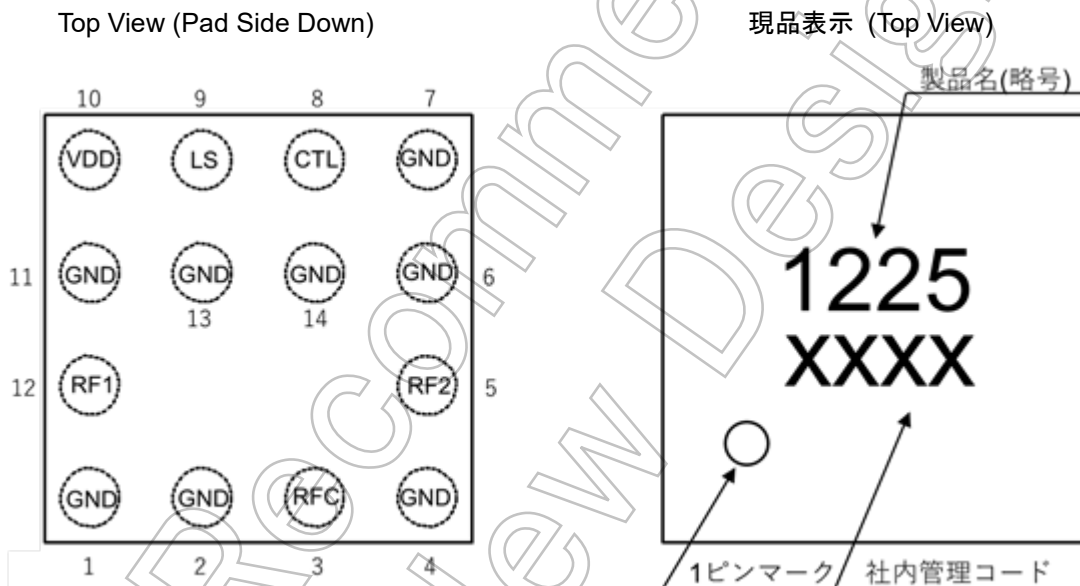 Top View (Pad Side Down)
現品表示 (Top View)
製品名(略号)
10 9 8 7
VDD LS CTL GND
11 GND GND GND GND 6
13 14
12 RF1 RF2 5
GND GND RFC GND
1 2 3 4
1225
XXXX
1ピンマーク 社内管理コード
Recomme
New Desig